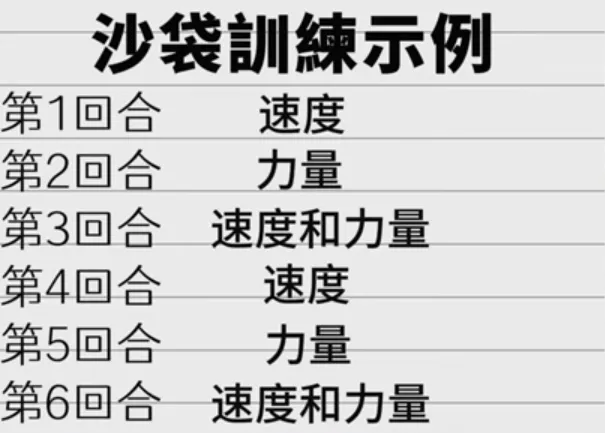 沙袋訓練示例
第1回合 速度
第2回合 力量
第3回合 速度和力量
第4回合 速度
第5回合 力量
第6回合 速度和力量